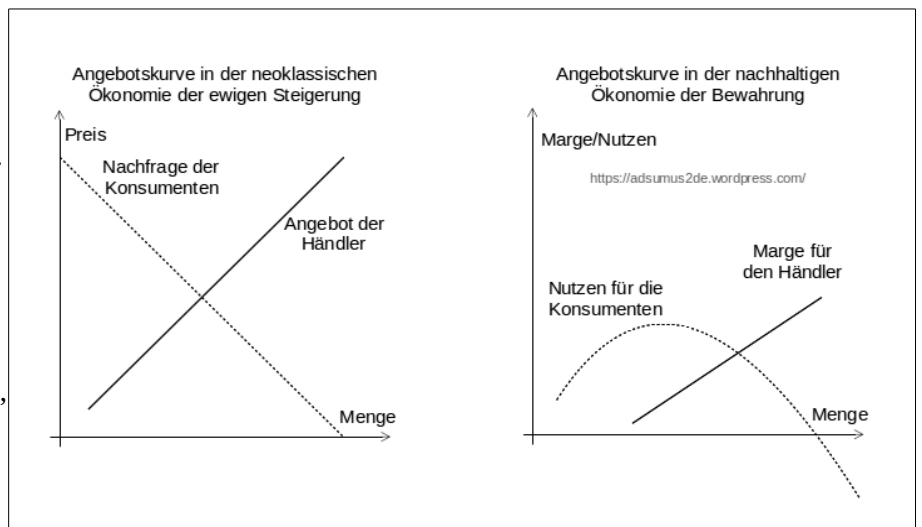 Angebotskurve in der neoklassischen
Ökonomie der ewigen Steigerung
Preis
Nachfrage der
Konsumenten
Angebot der
Händler
Menge
Angebotskurve in der nachhaltigen
Ökonomie der Bewahrung
Marge/Nutzen
https://adsumus2de.wordpress.com/
Marge für
den Händler
Nutzen für die
Konsumenten
Menge